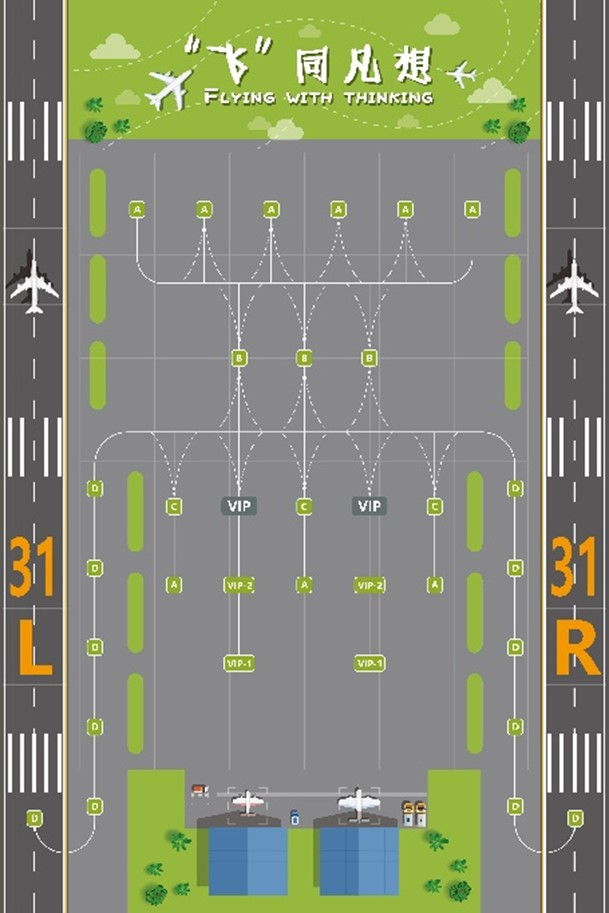 “飞”同凡想
FLYING WITH THINKING
A A A A A A
B B B
D C VIP C VIP C D
D A VIP-2 A VIP-2 A D
31 31
D VIP-1 VIP-1 D
L R
D D
D D D D